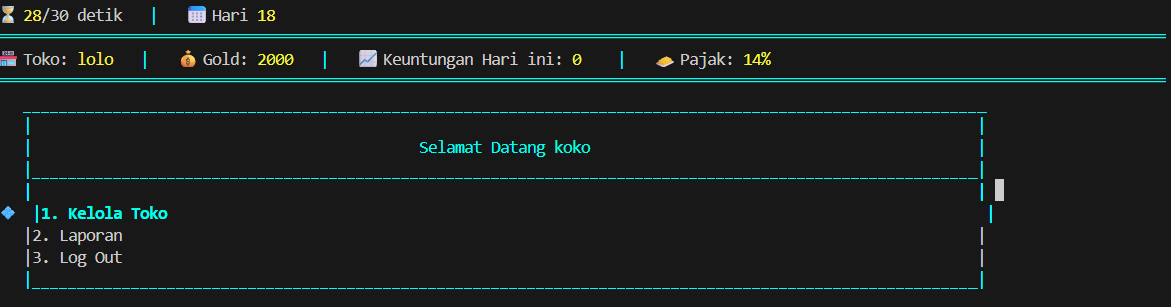 28/30 detik | Hari 18
Toko: lolo | Gold: 2000 | Keuntungan Hari ini: 0 | Pajak: 14%
Selamat Datang koko
|1. Kelola Toko |
|2. Laporan |
|3. Log Out |